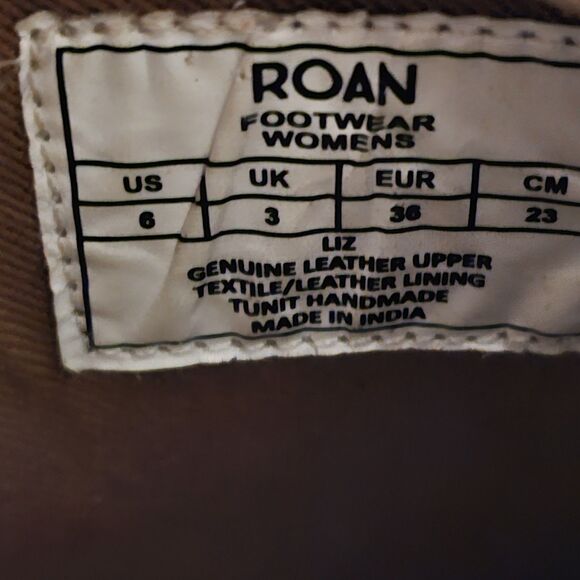 ROAN
FOOTWEAR
WOMENS
US UK EUR CM
6 3 36 23
LIZ
GENUINE LEATHER UPPER
TEXTILE/LEATHER LINING
TUNIT HANDMADE
MADE IN INDIA